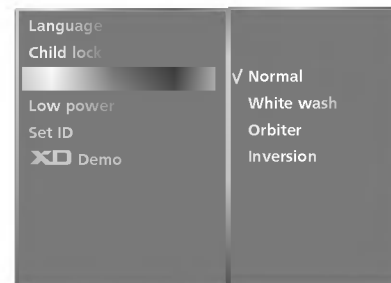 Language
Child lock
Low power
Set ID
XD Demo
√ Normal
White wash
Orbiter
Inversion